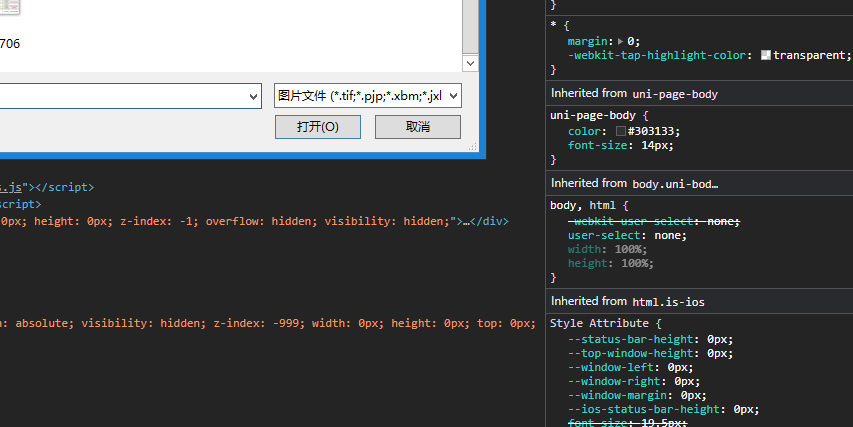 706
图片文件 (*.tif;*.pjp;*.xbm;*.jxl
打开(O)
取消
s.js"></script>
script>
0px; height: 0px; z-index: -1; overflow: hidden; visibility: hidden;">…</div>
n: absolute; visibility: hidden; z-index: -999; width: 0px; height: 0px; top: 0px;
}
* {
margin: 0;
-webkit-tap-highlight-color: transparent;
}
Inherited from uni-page-body
uni-page-body {
color: #303133;
font-size: 14px;
}
Inherited from body.uni-bod…
body, html {
-webkit-user-select: none;
user-select: none;
width: 100%;
height: 100%;
}
Inherited from html.is-ios
Style Attribute {
--status-bar-height: 0px;
--top-window-height: 0px;
--window-left: 0px;
--window-right: 0px;
--window-margin: 0px;
--ios-status-bar-height: 0px;
font-size: 19.5px;